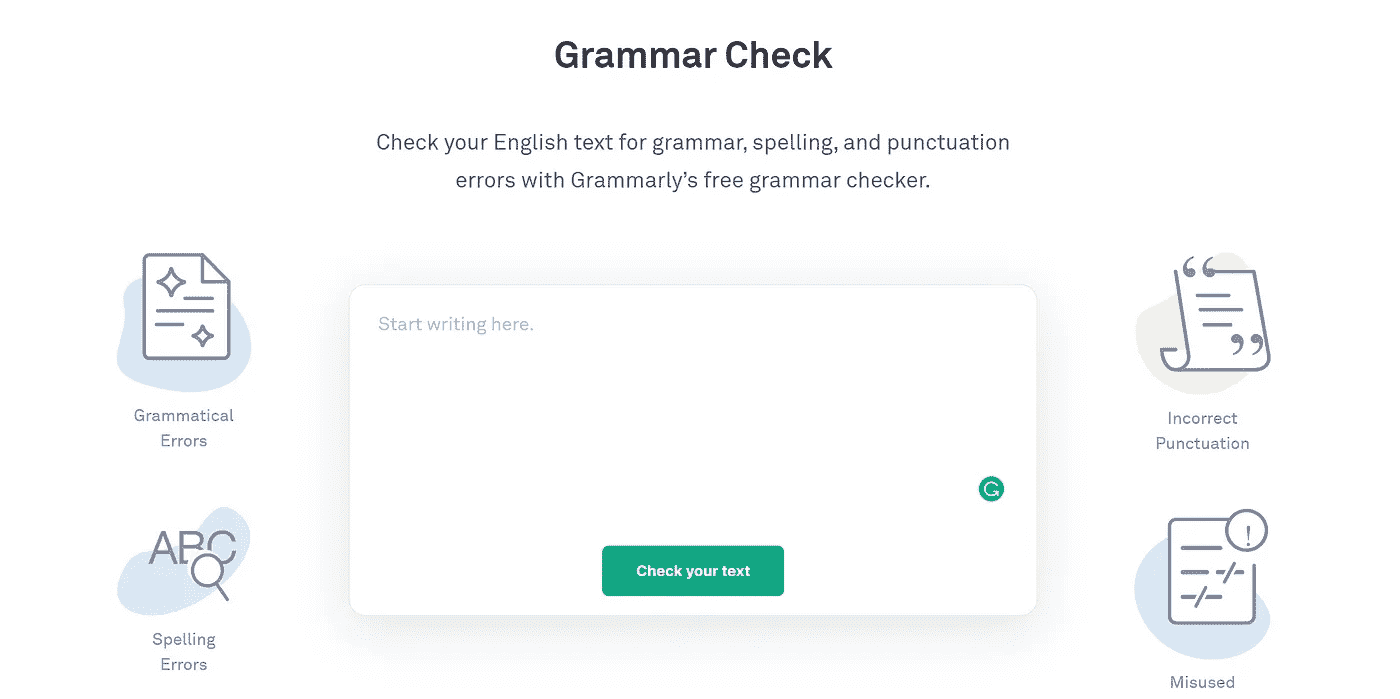 Grammar Check
Check your English text for grammar, spelling, and punctuation
errors with Grammarly’s free grammar checker.
Grammatical
Errors
Start writing here.
Incorrect
Punctuation
ABC
Check your text
Spelling
Errors
Misused